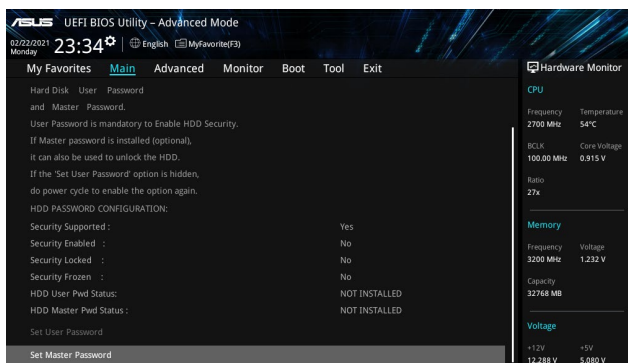 ASUS UEFI BIOS Utility – Advanced Mode
02/22/2021
Monday
23:34
English
MyFavorite(F3)
My Favorites Main Advanced Monitor Boot Tool Exit
Hard Disk User Password
and Master Password.
User Password is mandatory to Enable HDD Security.
If Master password is installed (optional),
it can also be used to unlock the HDD.
If the 'Set User Password' option is hidden,
do power cycle to enable the option again.
HDD PASSWORD CONFIGURATION:
Security Supported : Yes
Security Enabled : No
Security Locked : No
Security Frozen : No
HDD User Pwd Status: NOT INSTALLED
HDD Master Pwd Status : NOT INSTALLED
Set User Password
Set Master Password
Hardware Monitor
CPU
Frequency Temperature
2700 MHz 54°C
BCLK Core Voltage
100.00 MHz 0.915 V
Ratio
27x
Memory
Frequency Voltage
3200 MHz 1.232 V
Capacity
32768 MB
Voltage
+12V +5V
12.288 V 5.080 V